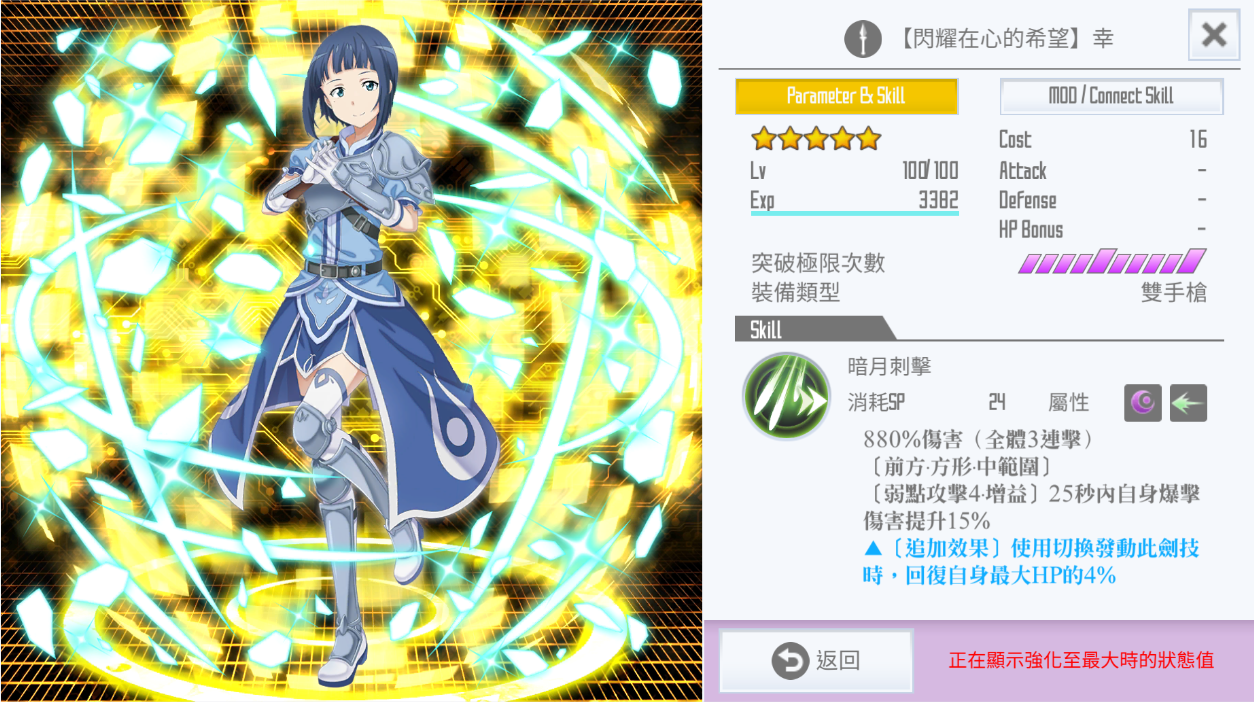 【閃耀在心的希望】幸
Parameter & Skill
MOD / Connect Skill
Lv 100/100
Exp 3382
Cost 16
Attack -
Defense -
HP Bonus -
突破極限次數
裝備類型 雙手槍
Skill
暗月刺擊
消耗SP 24 屬性
880%傷害（全體3連擊）
〔前方·方形·中範圍〕
〔弱點攻擊4·增益〕25秒內自身爆擊
傷害提升15%
▲〔追加效果〕使用切換發動此劍技
時，回復自身最大HP的4%
返回
正在顯示強化至最大時的狀態值